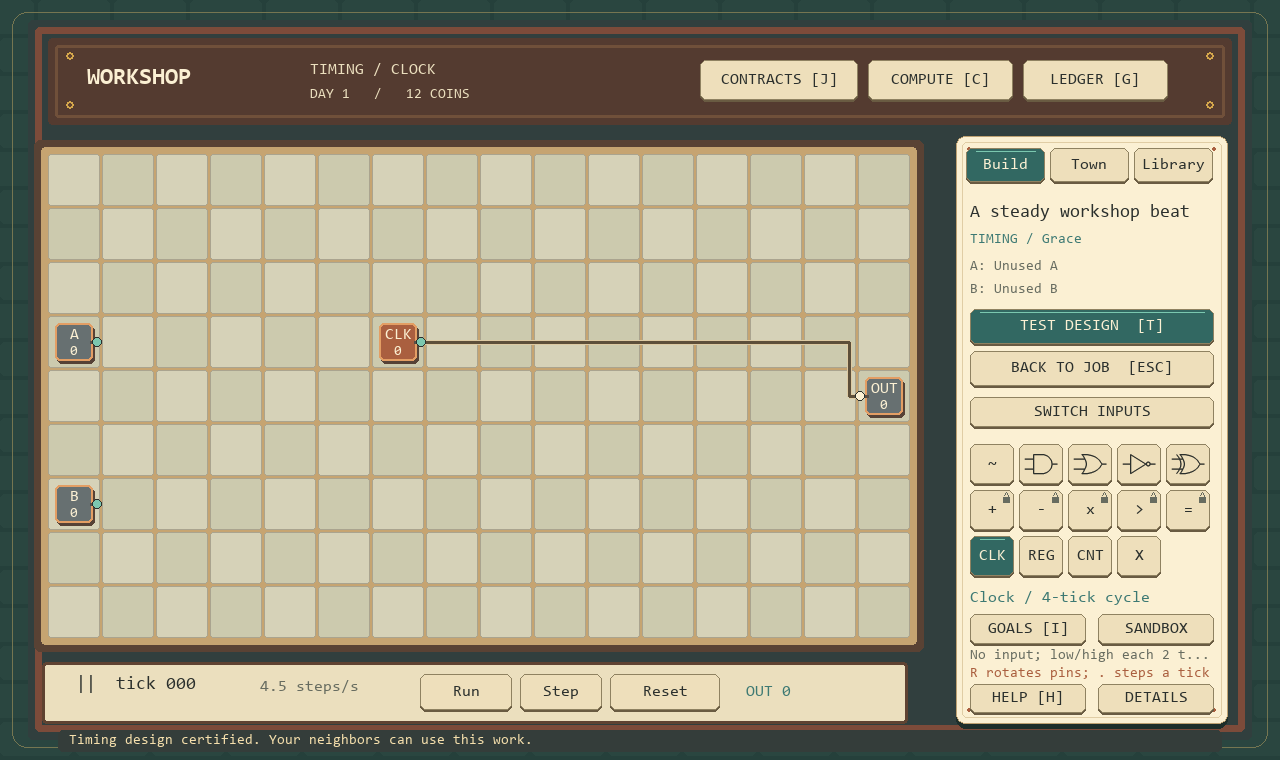 WORKSHOP
TIMING / CLOCK
DAY 1 / 12 COINS
CONTRACTS [J]
COMPUTE [C]
LEDGER [G]
Build
Town
Library
A steady workshop beat
TIMING / Grace
A: Unused A
B: Unused B
TEST DESIGN [T]
BACK TO JOB [ESC]
SWITCH INPUTS
~
+
-
x
>
=
CLK
REG
CNT
X
Clock / 4-tick cycle
GOALS [I]
SANDBOX
No input; low/high each 2 t...
R rotates pins; . steps a tick
HELP [H]
DETAILS
A
0
CLK
0
OUT
0
B
0
|| tick 000
4.5 steps/s
Run
Step
Reset
OUT 0
Timing design certified. Your neighbors can use this work.